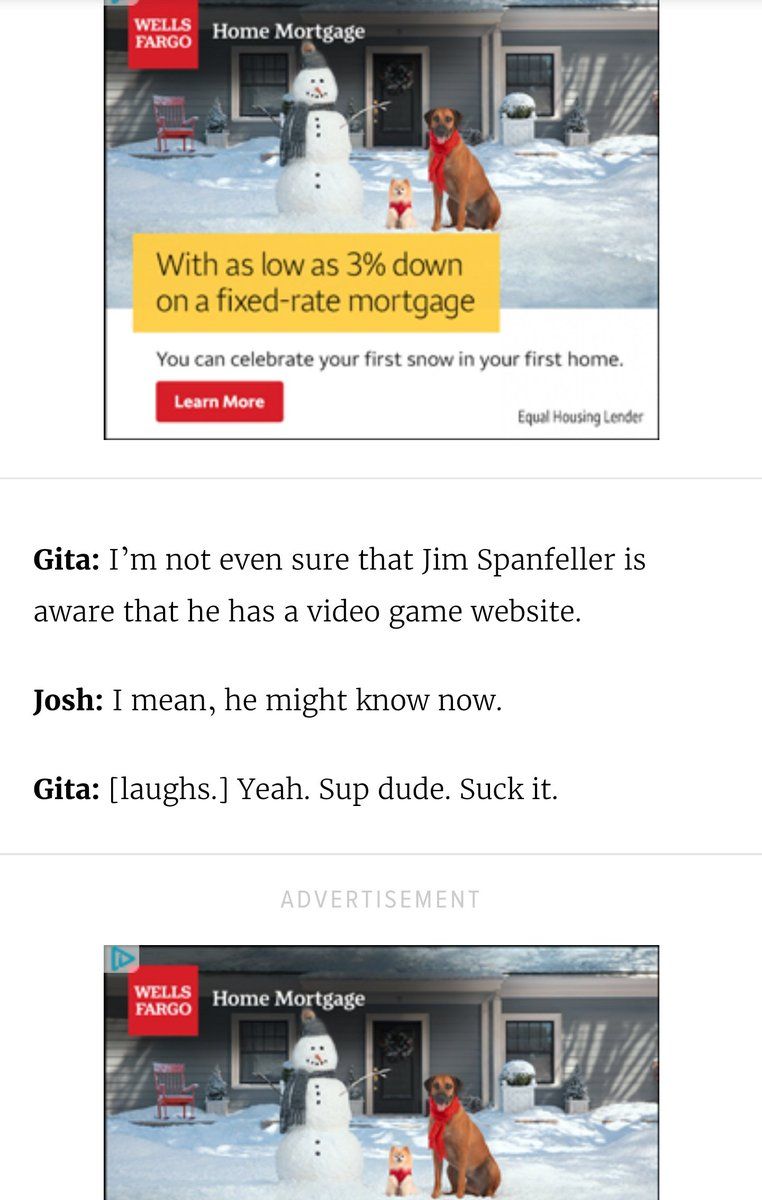 WELLS
FARGO
Home Mortgage
With as low as 3% down
on a fixed-rate mortgage
You can celebrate your first snow in your first home.
Learn More
Equal Housing Lender
Gita: I’m not even sure that Jim Spanfeller is
aware that he has a video game website.
Josh: I mean, he might know now.
Gita: [laughs.] Yeah. Sup dude. Suck it.
ADVERTISEMENT
WELLS
FARGO
Home Mortgage